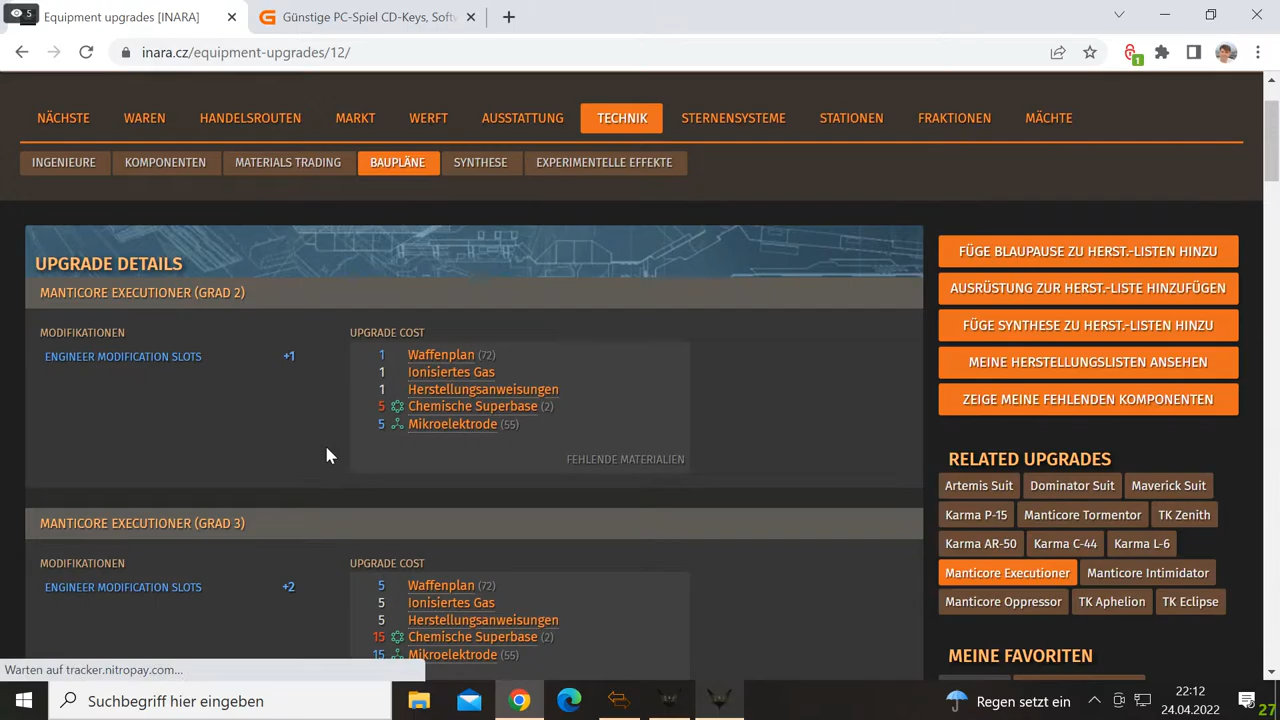 5
Equipment upgrades [INARA]
Günstige PC-Spiel CD-Keys, Softw
inara.cz/equipment-upgrades/12/
1
NÄCHSTE WAREN HANDELSROUTEN MARKT WERFT AUSSTATTUNG TECHNIK STERNENSYSTEME STATIONEN FRAKTIONEN MÄCHTE
INGENIEURE KOMPONENTEN MATERIALS TRADING BAUPLÄNE SYNTHESE EXPERIMENTELLE EFFEKTE
UPGRADE DETAILS
MANTICORE EXECUTIONER (GRAD 2)
MODIFIKATIONEN
ENGINEER MODIFICATION SLOTS +1
UPGRADE COST
1 Waffenplan (72)
1 Ionisiertes Gas
1 Herstellungsanweisungen
5 Chemische Superbase (2)
5 Mikroelektrode (55)
FEHLENDE MATERIALIEN
MANTICORE EXECUTIONER (GRAD 3)
MODIFIKATIONEN
ENGINEER MODIFICATION SLOTS +2
UPGRADE COST
5 Waffenplan (72)
5 Ionisiertes Gas
5 Herstellungsanweisungen
15 Chemische Superbase (2)
15 Mikroelektrode (55)
FÜGE BLAUPAUSE ZU HERST.-LISTEN HINZU
AUSRÜSTUNG ZUR HERST.-LISTE HINZUFÜGEN
FÜGE SYNTHESE ZU HERST.-LISTEN HINZU
MEINE HERSTELLUNGSLISTEN ANSEHEN
ZEIGE MEINE FEHLENDEN KOMPONENTEN
RELATED UPGRADES
Artemis Suit Dominator Suit Maverick Suit
Karma P-15 Manticore Tormentor TK Zenith
Karma AR-50 Karma C-44 Karma L-6
Manticore Executioner Manticore Intimidator
Manticore Oppressor TK Aphelion TK Eclipse
MEINE FAVORITEN
Warten auf tracker.nitropay.com...
Suchbegriff hier eingeben
Regen setzt ein
22:12
24.04.2022
27